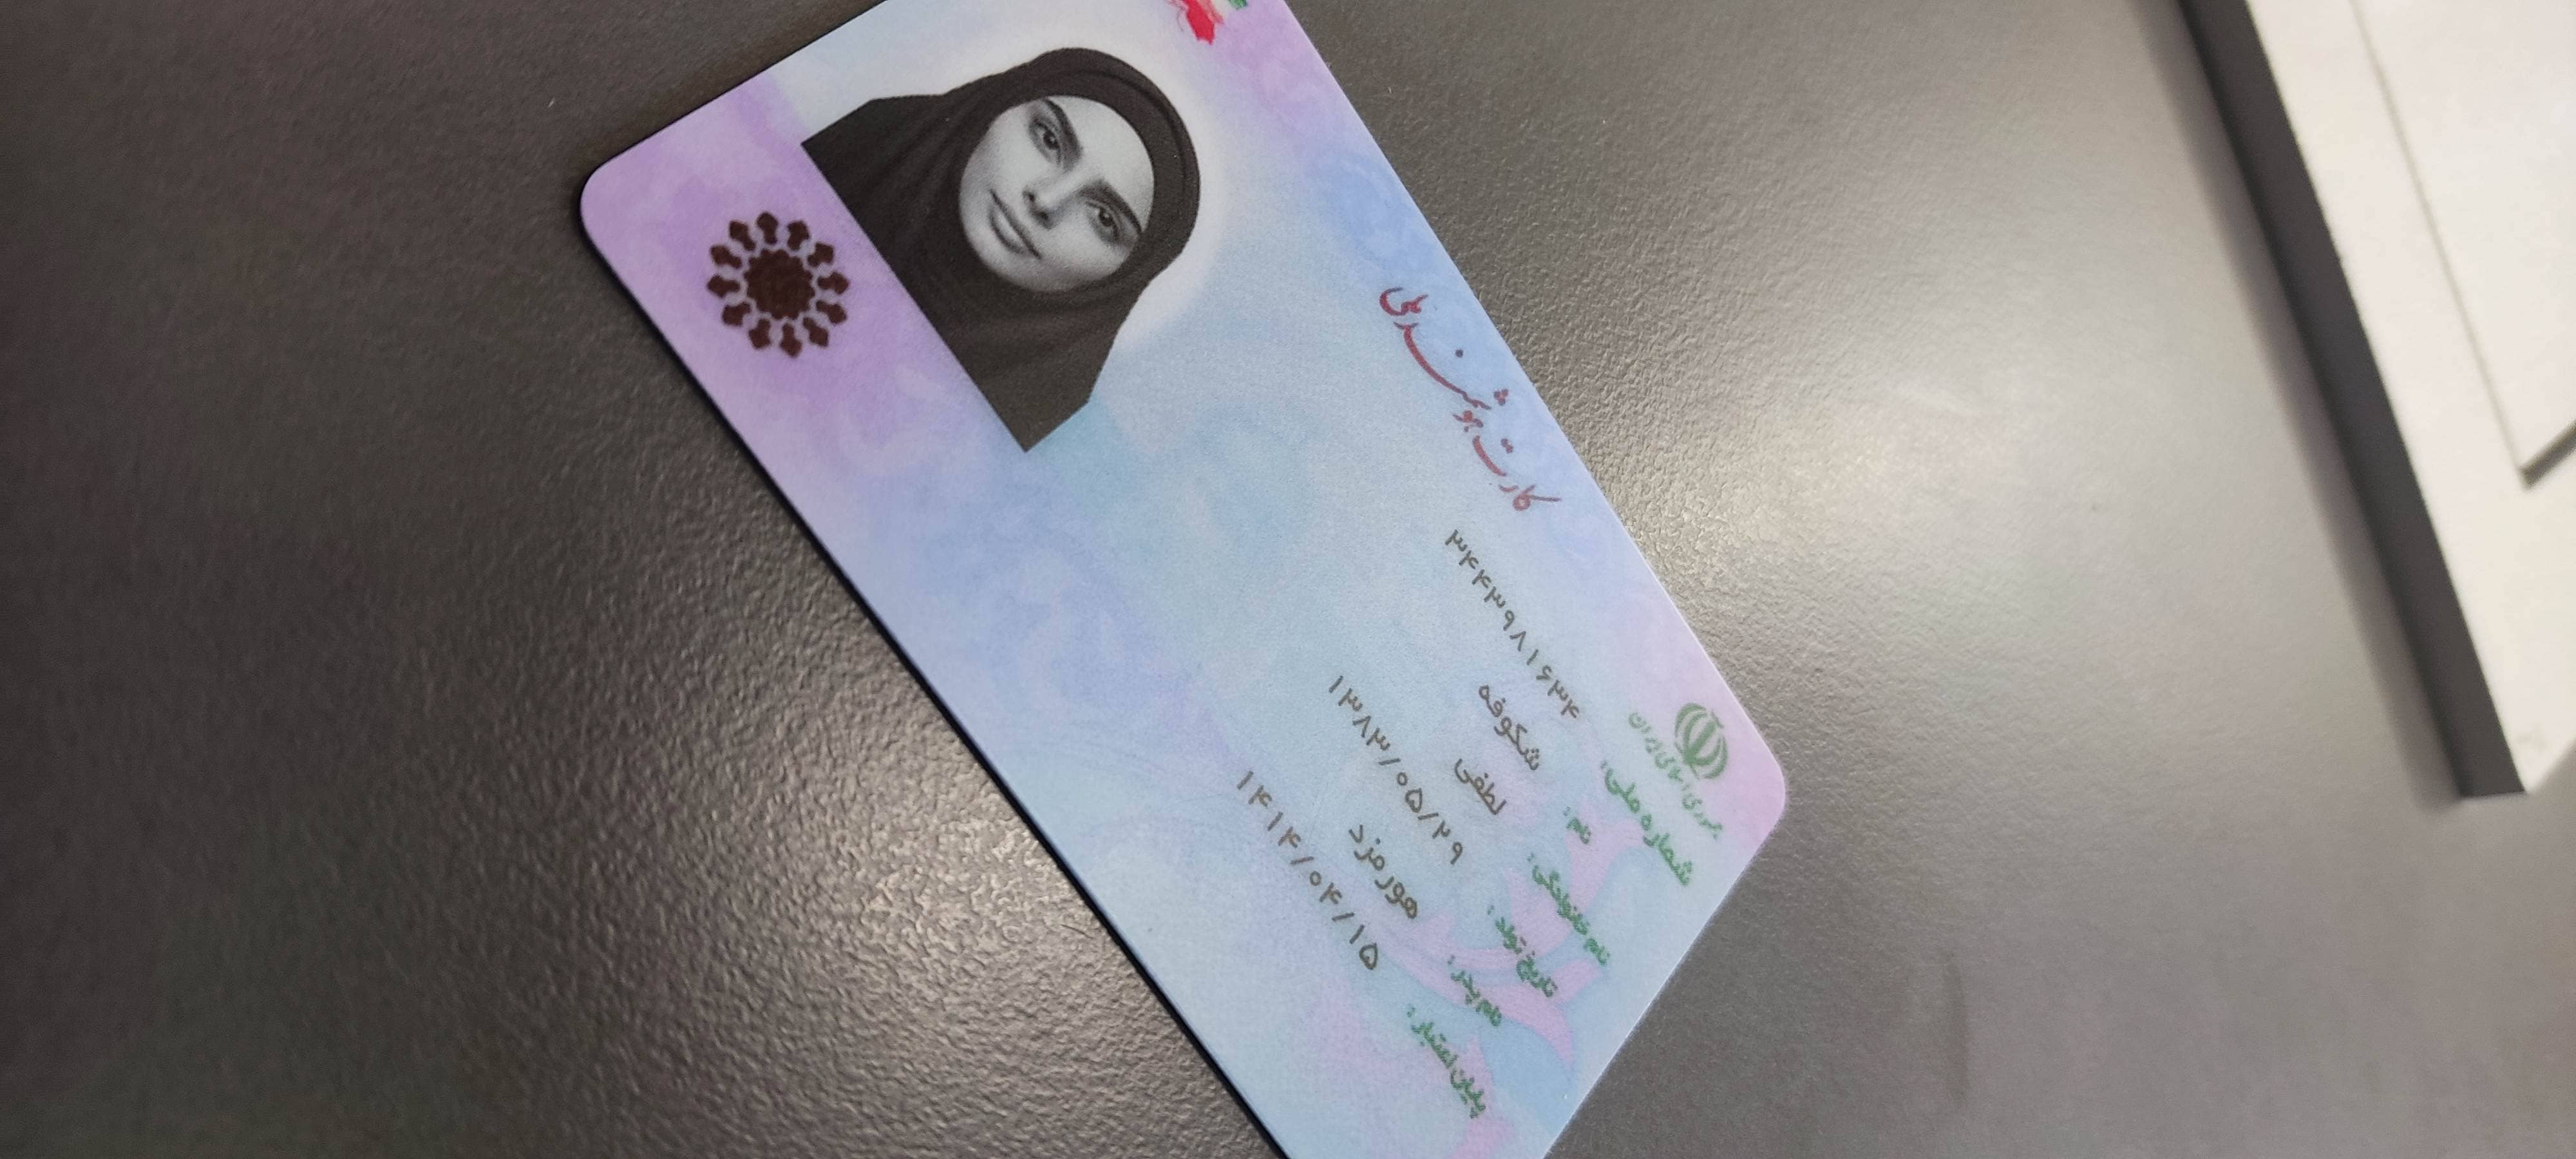 جمهوری اسلامی ایران
کارت هوشمند ملی
شماره ملی: ۳۴۴۳۹۸۱۶۳۴
نام: شکوفه
نام خانوادگی: لطفی
تاریخ تولد: ۱۳۸۳/۰۵/۲۹
نام پدر: هورمزد
پایان اعتبار: ۱۴۱۴/۰۴/۱۵